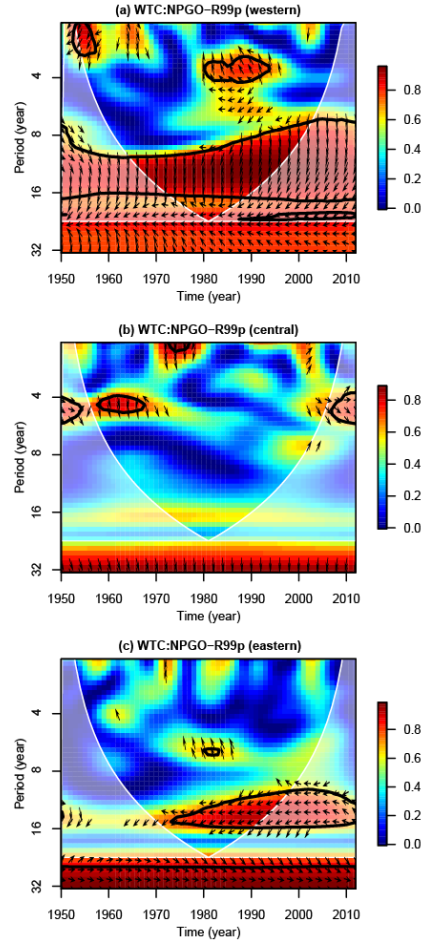 (a) WTC:NPGO−R99p (western)
Period (year)
4
8
16
32
1950 1960 1970 1980 1990 2000 2010
Time (year)
0.8
0.6
0.4
0.2
0.0
(b) WTC:NPGO−R99p (central)
Period (year)
4
8
16
32
1950 1960 1970 1980 1990 2000 2010
Time (year)
0.8
0.6
0.4
0.2
0.0
(c) WTC:NPGO−R99p (eastern)
Period (year)
4
8
16
32
1950 1960 1970 1980 1990 2000 2010
Time (year)
0.8
0.6
0.4
0.2
0.0